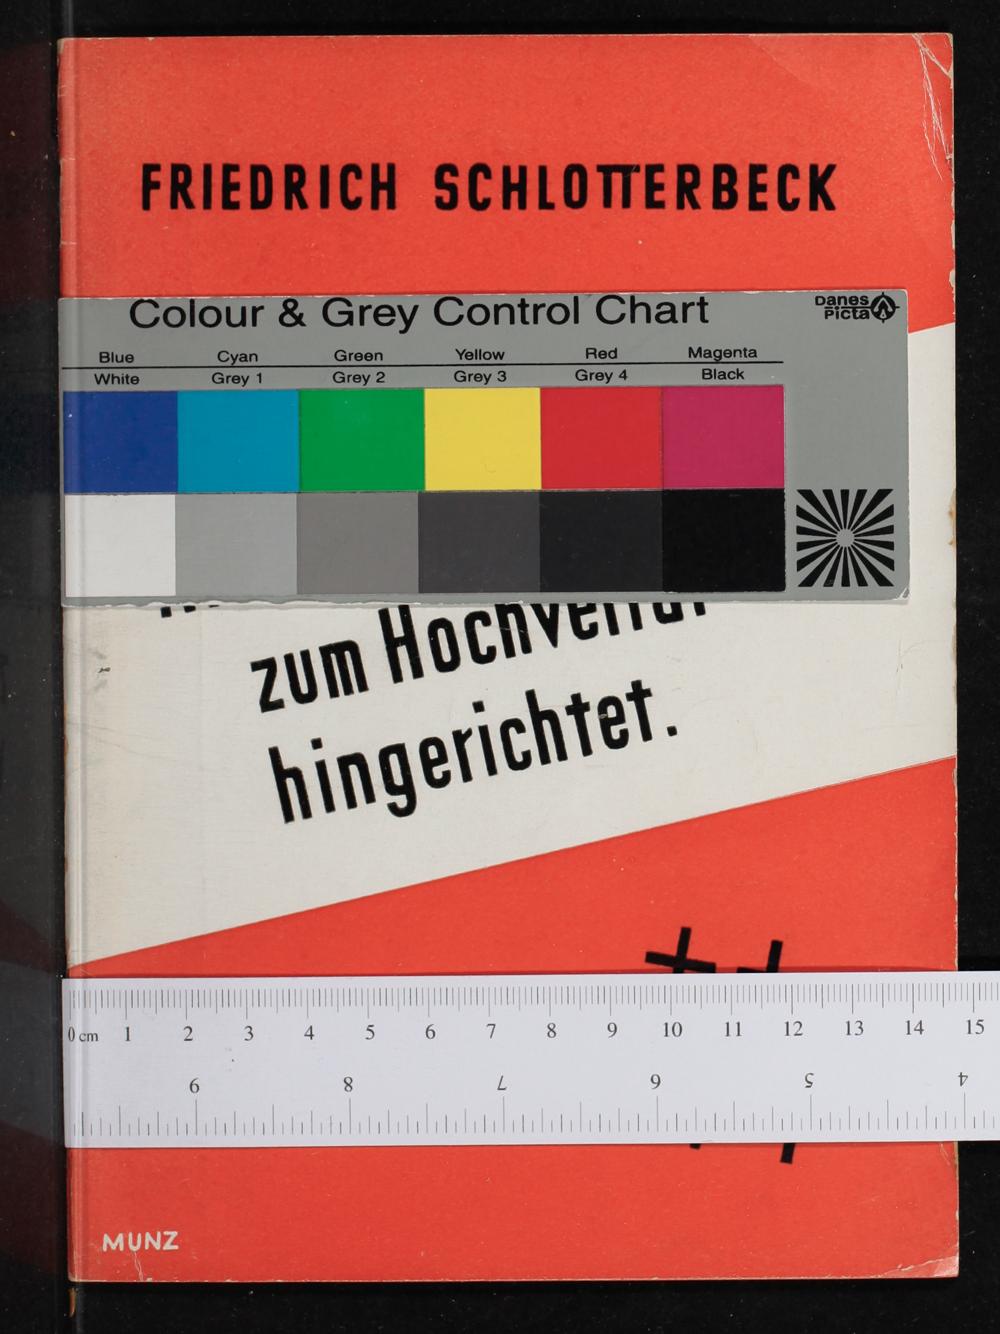 FRIEDRICH SCHLOTTERBECK
Colour & Grey Control Chart
Danes
Picta
Blue Cyan Green Yellow Red Magenta
White Grey 1 Grey 2 Grey 3 Grey 4 Black
zum
hingerichtet.
0 cm 1 2 3 4 5 6 7 8 9 10 11 12 13 14 15
9 8 7 6 5 4
MUNZ